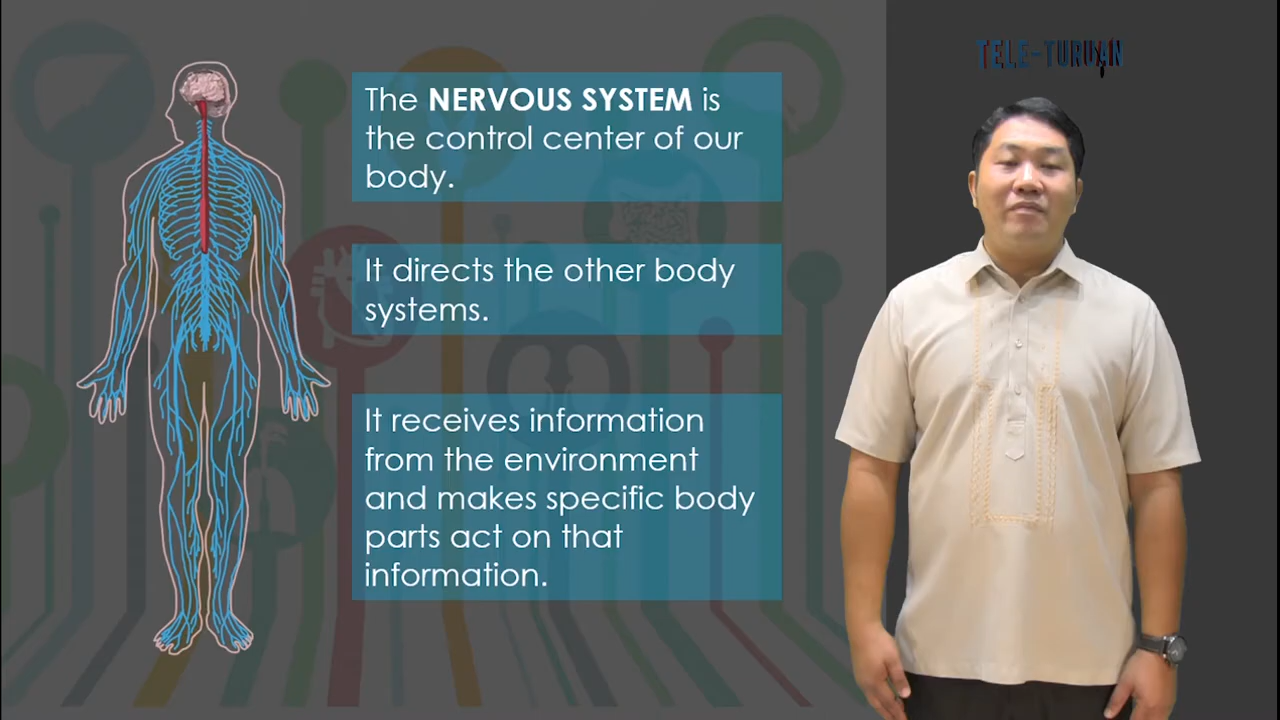 TELE-TURUAN
The NERVOUS SYSTEM is
the control center of our
body.
It directs the other body
systems.
It receives information
from the environment
and makes specific body
parts act on that
information.